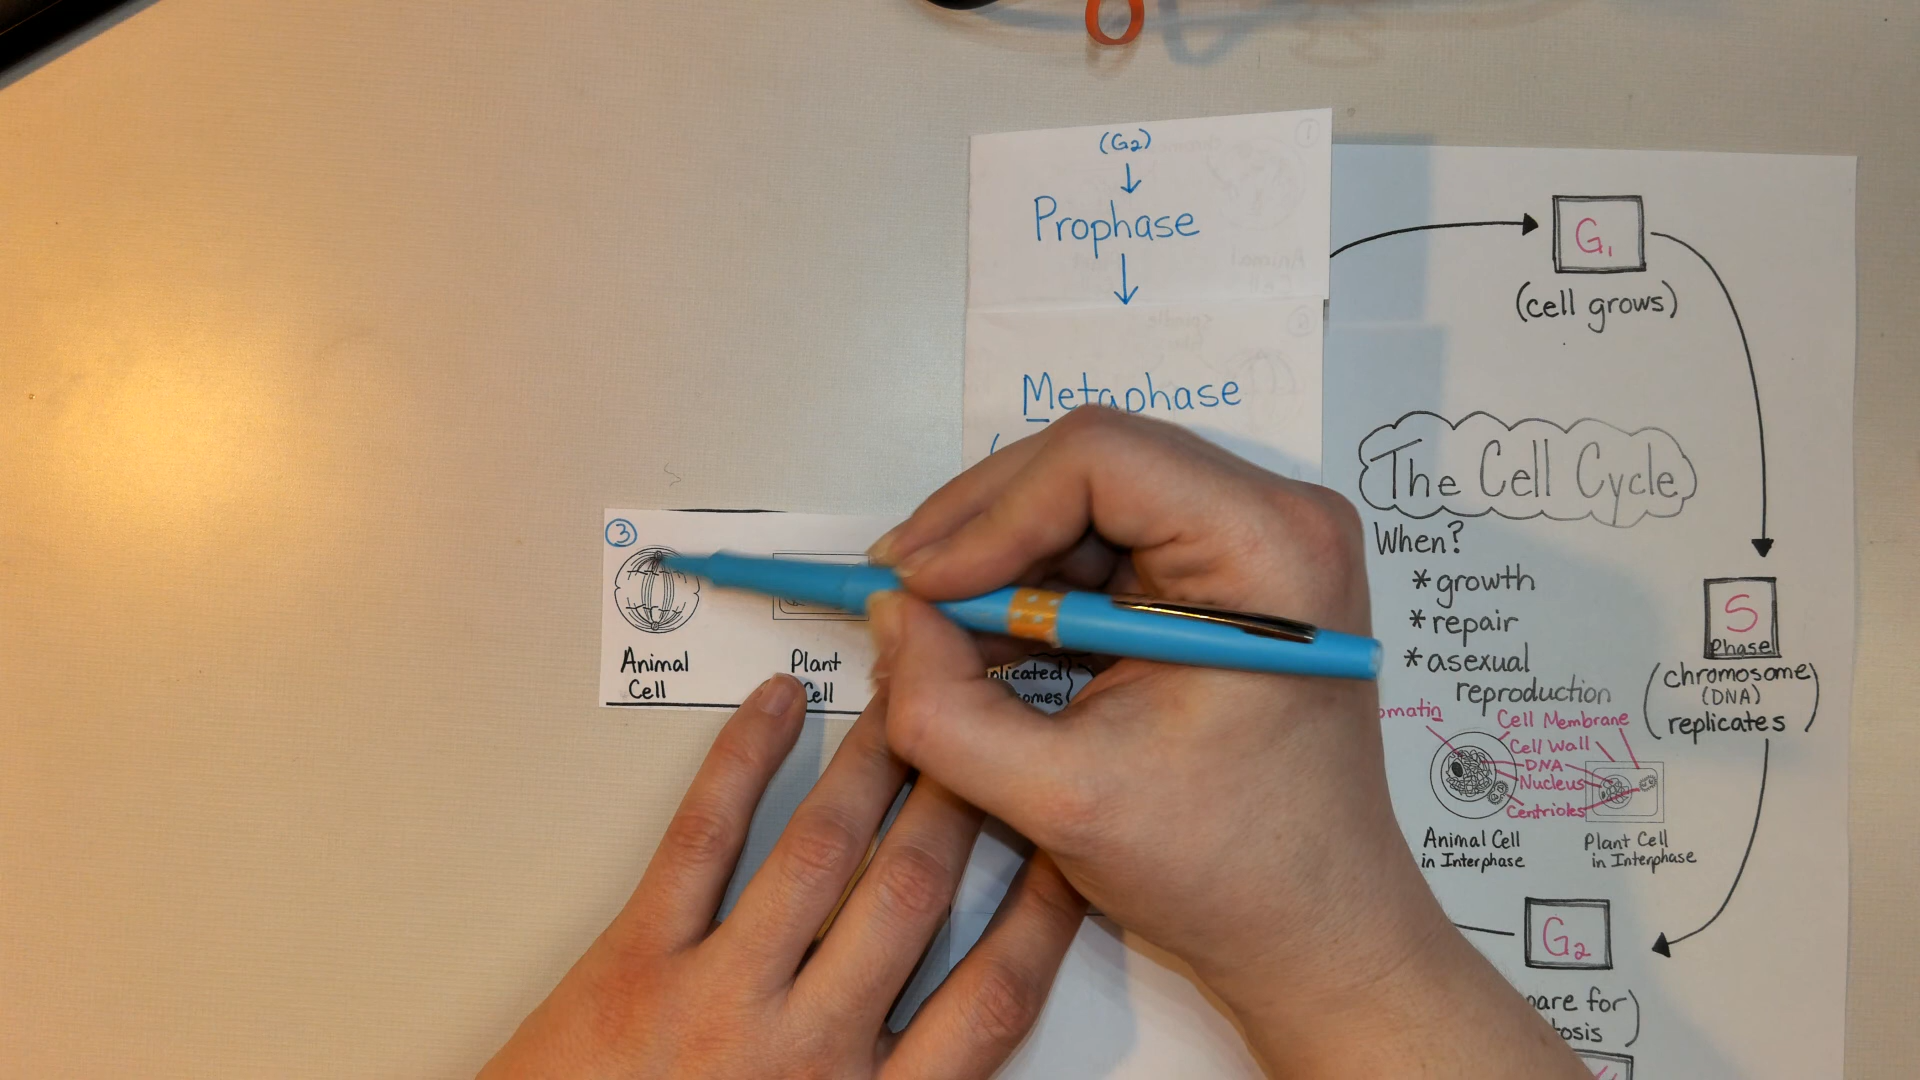 (G2)
Prophase
Metaphase
(
3
Animal
Cell
Plant
Cell
G1
(cell grows)
The Cell Cycle
When?
* growth
* repair
* asexual
reproduction
S
Phase
(chromosome)
(DNA)
replicates
Cell Membrane
Cell Wall
DNA
Nucleus
Centrioles
Animal Cell
in Interphase
Plant Cell
in Interphase
G2
for)